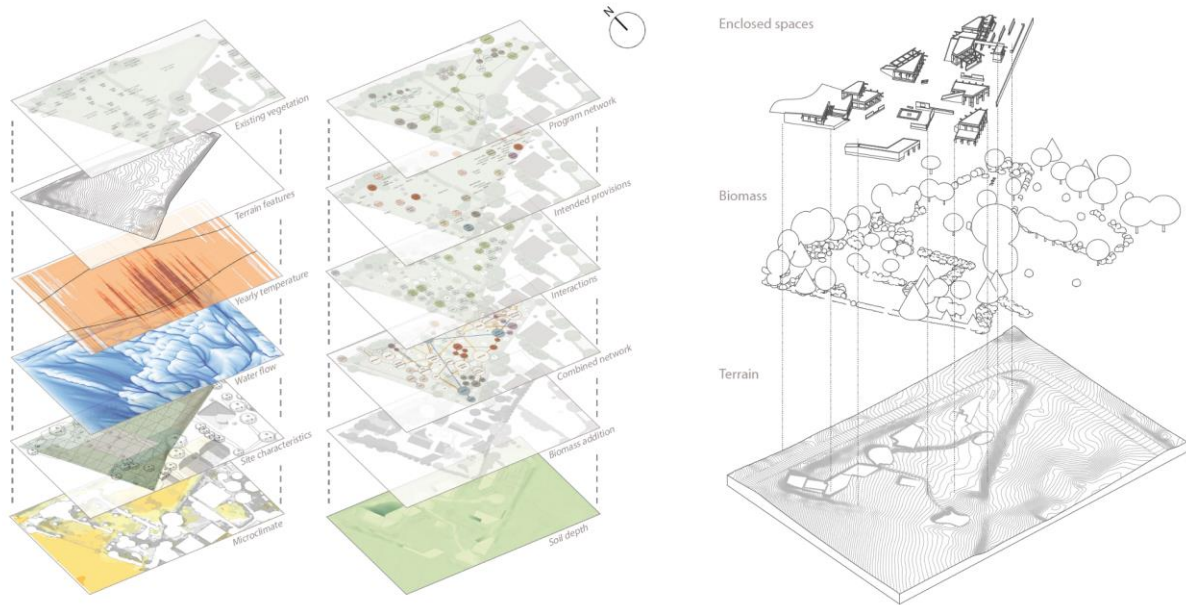 Existing vegetation
Terrain features
Yearly temperature
Water flow
Site characteristics
Microclimate
N
Program network
Intended provisions
Interactions
Combined network
Biomass addition
Soil depth
Enclosed spaces
Biomass
Terrain